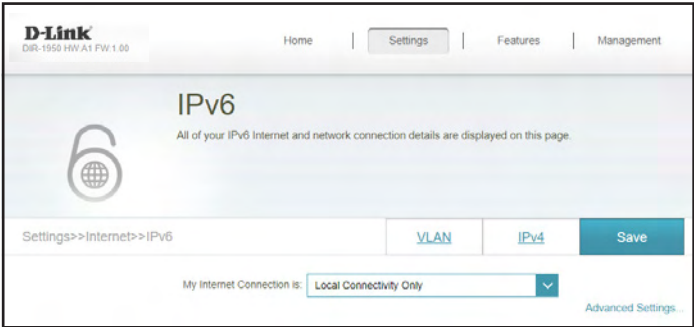 D-Link
DIR-1950 HW:A1 FW:1.00
Home | Settings | Features | Management
IPv6
All of your IPv6 Internet and network connection details are displayed on this page.
Settings>>Internet>>IPv6 VLAN IPv4 Save
My Internet Connection is: Local Connectivity Only
Advanced Settings...